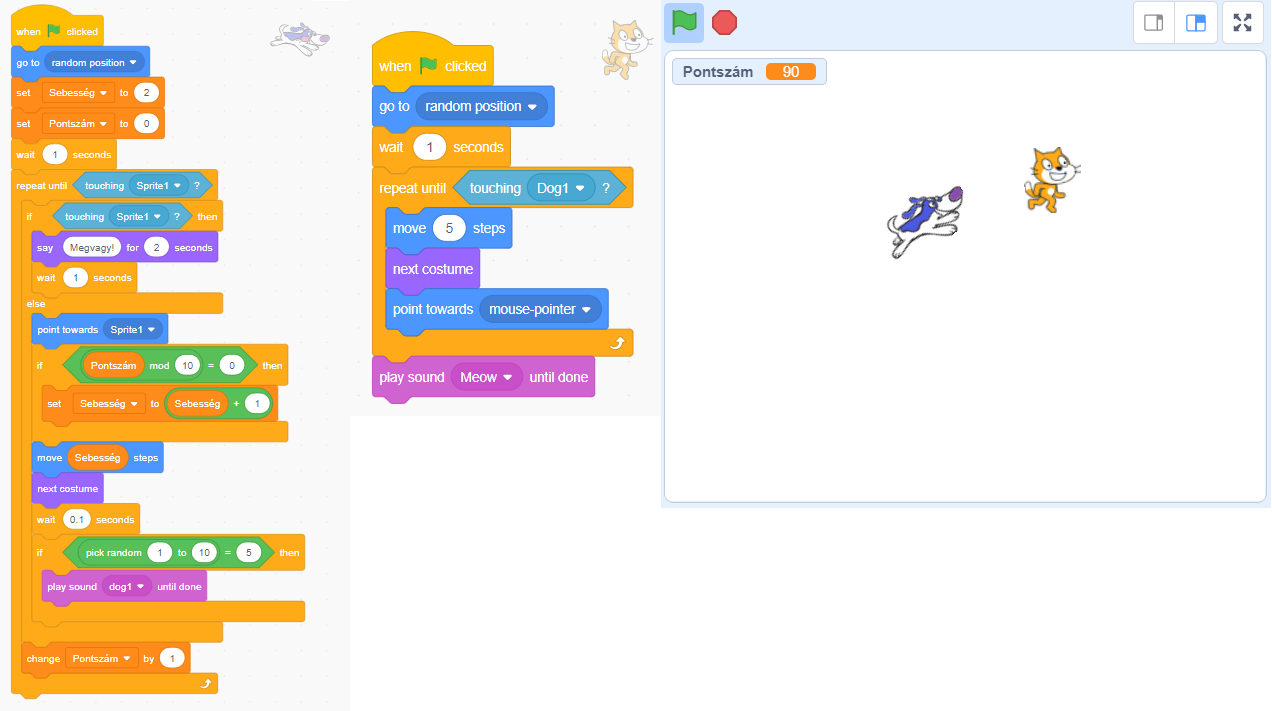 when clicked
go to random position
set Sebesség to 2
set Pontszám to 0
wait 1 seconds
repeat until touching Sprite1 ?
if touching Sprite1 ? then
say Megvagy! for 2 seconds
wait 1 seconds
else
point towards Sprite1
if Pontszám mod 10 = 0 then
set Sebesség to Sebesség + 1
move Sebesség steps
next costume
wait 0.1 seconds
if pick random 1 to 10 = 5 then
play sound dog1 until done
change Pontszám by 1
when clicked
go to random position
wait 1 seconds
repeat until touching Dog1 ?
move 5 steps
next costume
point towards mouse-pointer
play sound Meow until done
Pontszám 90